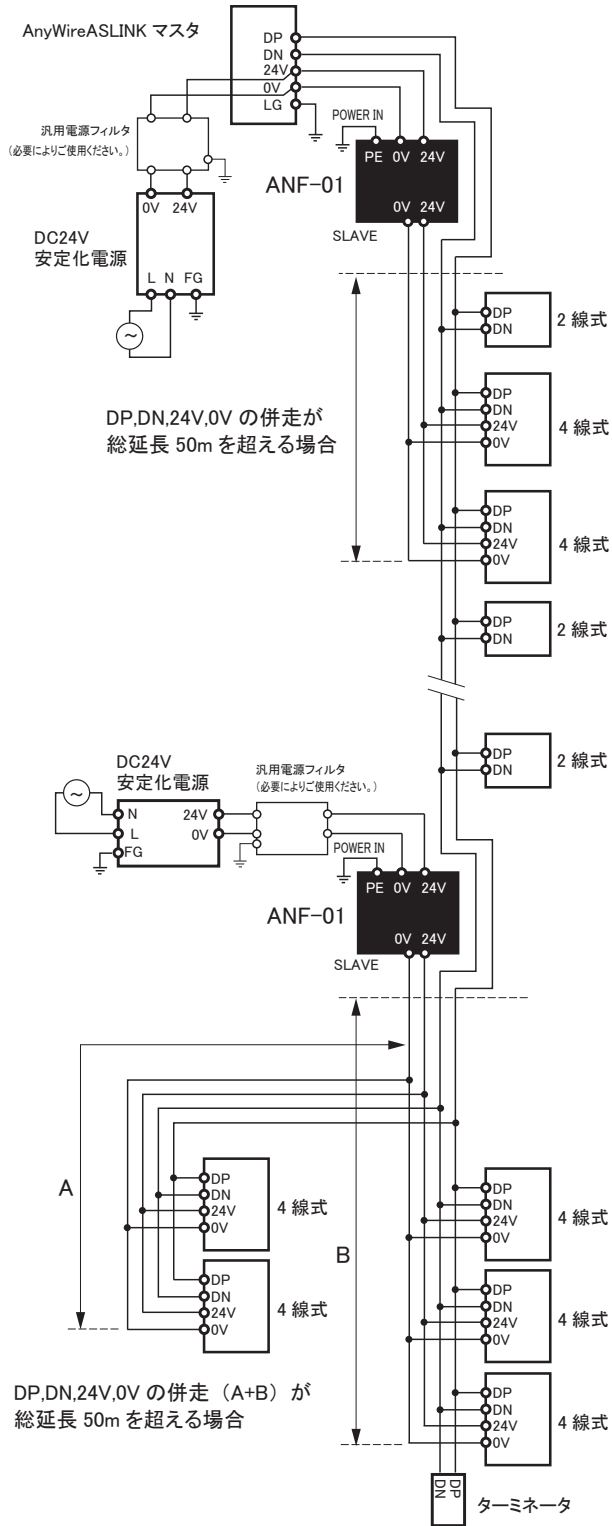 AnyWireASLINK マスタ
DP
DN
24V
0V
LG
汎用電源フィルタ
(必要によりご使用ください。)
POWER IN
PE 0V 24V
ANF-01
0V 24V
SLAVE
0V 24V
DC24V
安定化電源
L N FG
~
DP
DN
2 線式
DP,DN,24V,0V の併走が
総延長 50m を超える場合
DP
DN
24V
0V
4 線式
DP
DN
24V
0V
4 線式
DP
DN
2 線式
DP
DN
2 線式
DC24V
安定化電源
汎用電源フィルタ
(必要によりご使用ください。)
~
N
L
FG
24V
0V
POWER IN
PE 0V 24V
ANF-01
0V 24V
SLAVE
A
B
DP
DN
24V
0V
4 線式
DP
DN
24V
0V
4 線式
DP
DN
24V
0V
4 線式
DP
DN
24V
0V
4 線式
DP
DN
24V
0V
4 線式
DP,DN,24V,0V の併走（A+B）が
総延長 50m を超える場合
DP
DN
ターミネータ